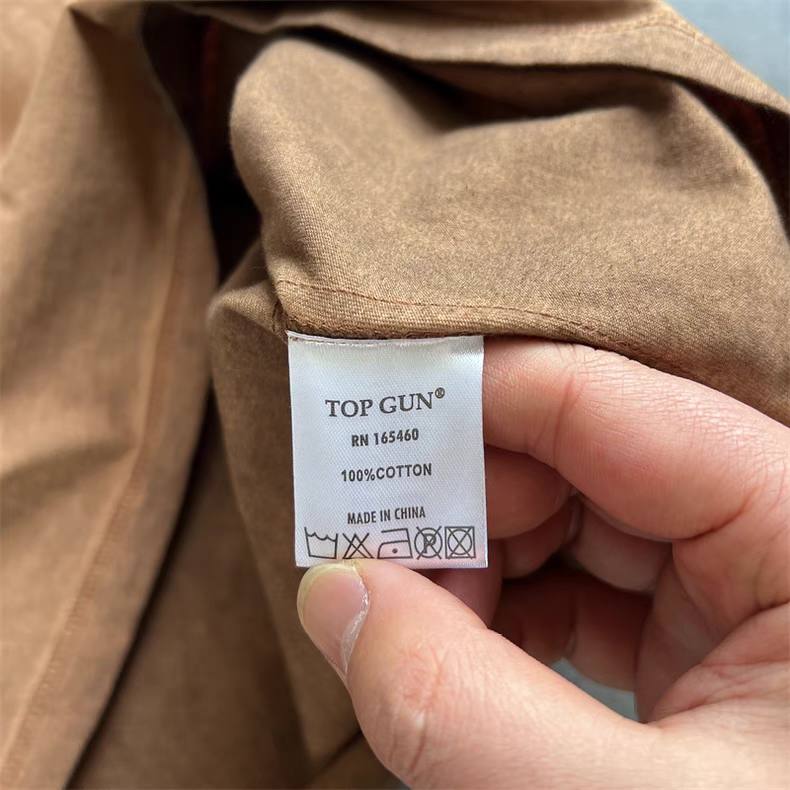 TOP GUN®
RN 165460
100%COTTON
MADE IN CHINA
P